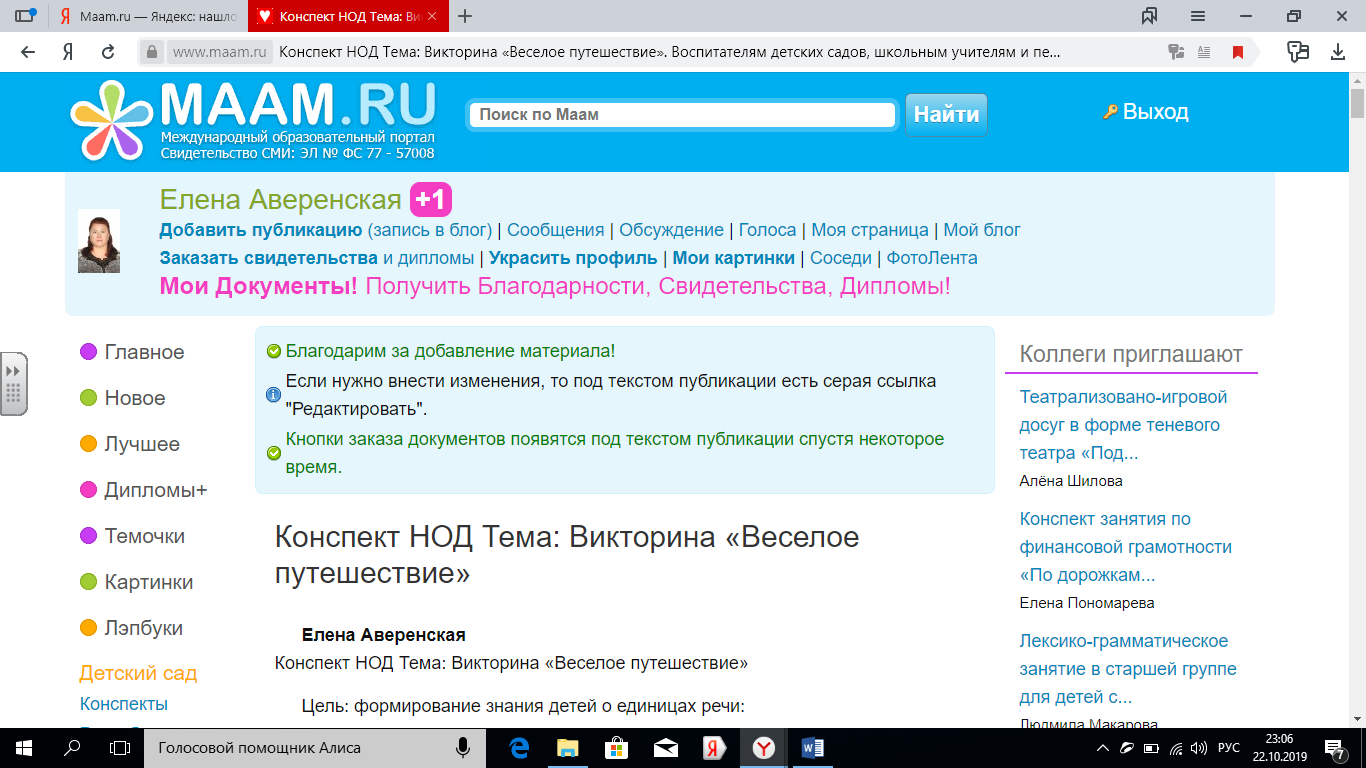 Maam.ru — Яндекс: нашло
Конспект НОД Тема: Ви
www.maam.ru Конспект НОД Тема: Викторина «Веселое путешествие». Воспитателям детских садов, школьным учителям и пе...
MAAM.RU
Международный образовательный портал
Свидетельство СМИ: ЭЛ № ФС 77 - 57008
Поиск по Маам
Найти
Выход
Елена Аверенская +1
Добавить публикацию (запись в блог) | Сообщения | Обсуждение | Голоса | Моя страница | Мой блог
Заказать свидетельства и дипломы | Украсить профиль | Мои картинки | Соседи | ФотоЛента
Мои Документы! Получить Благодарности, Свидетельства, Дипломы!
Главное
Новое
Лучшее
Дипломы+
Темочки
Картинки
Лэпбуки
Детский сад
Конспекты
Благодарим за добавление материала!
Если нужно внести изменения, то под текстом публикации есть серая ссылка
"Редактировать".
Кнопки заказа документов появятся под текстом публикации спустя некоторое
время.
Конспект НОД Тема: Викторина «Веселое
путешествие»
Елена Аверенская
Конспект НОД Тема: Викторина «Веселое путешествие»
Цель: формирование знания детей о единицах речи:
Коллеги приглашают
Театрализовано-игровой
досуг в форме теневого
театра «Под...
Алёна Шилова
Конспект занятия по
финансовой грамотности
«По дорожкам...
Елена Пономарева
Лексико-грамматическое
занятие в старшей группе
для детей с...
Людмила Макарова
Голосовой помощник Алиса
РУС
23:06
22.10.2019
7